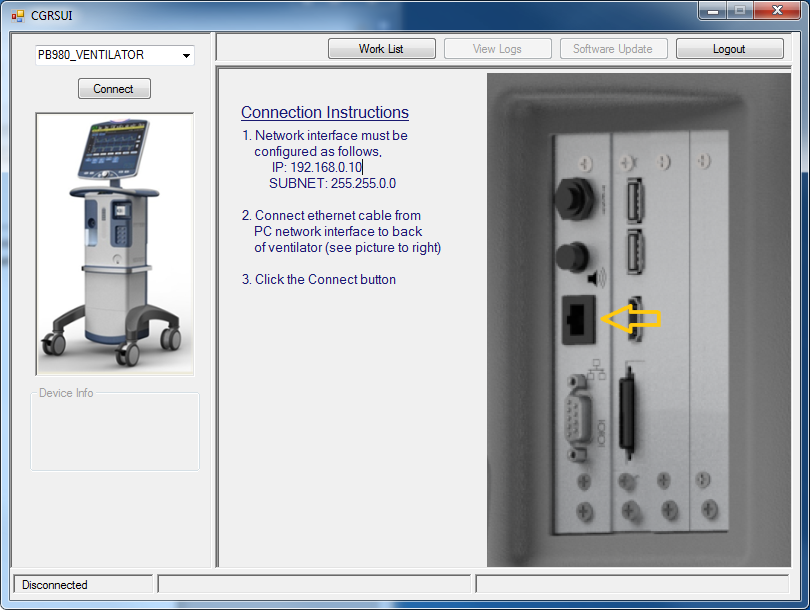 CGRSUI
PB980_VENTILATOR
Connect
Work List
View Logs
Software Update
Logout
Connection Instructions
1. Network interface must be
configured as follows,
IP: 192.168.0.10
SUBNET: 255.255.0.0
2. Connect ethernet cable from
PC network interface to back
of ventilator (see picture to right)
3. Click the Connect button
Device Info
Disconnected